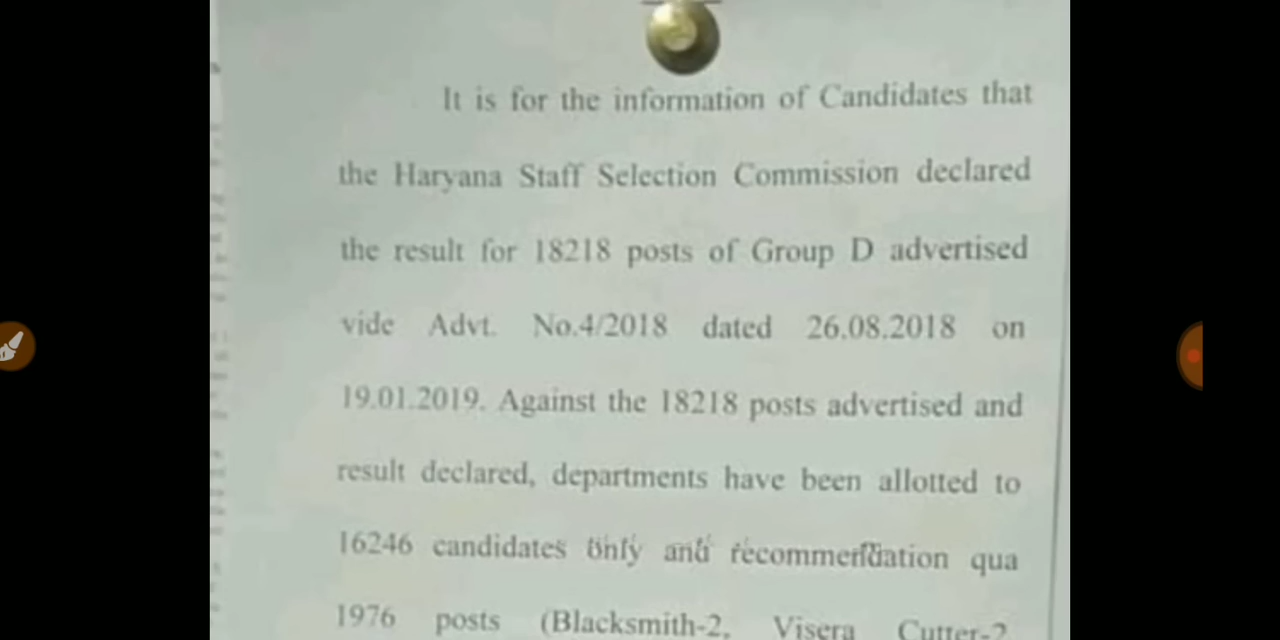 It is for the information of Candidates that
the Haryana Staff Selection Commission declared
the result for 18218 posts of Group D advertised
vide Advt. No.4/2018 dated 26.08.2018 on
19.01.2019. Against the 18218 posts advertised and
result declared, departments have been allotted to
16246 candidates only and recommendation qua
1976 posts (Blacksmith-2, Visera Cutter-2,